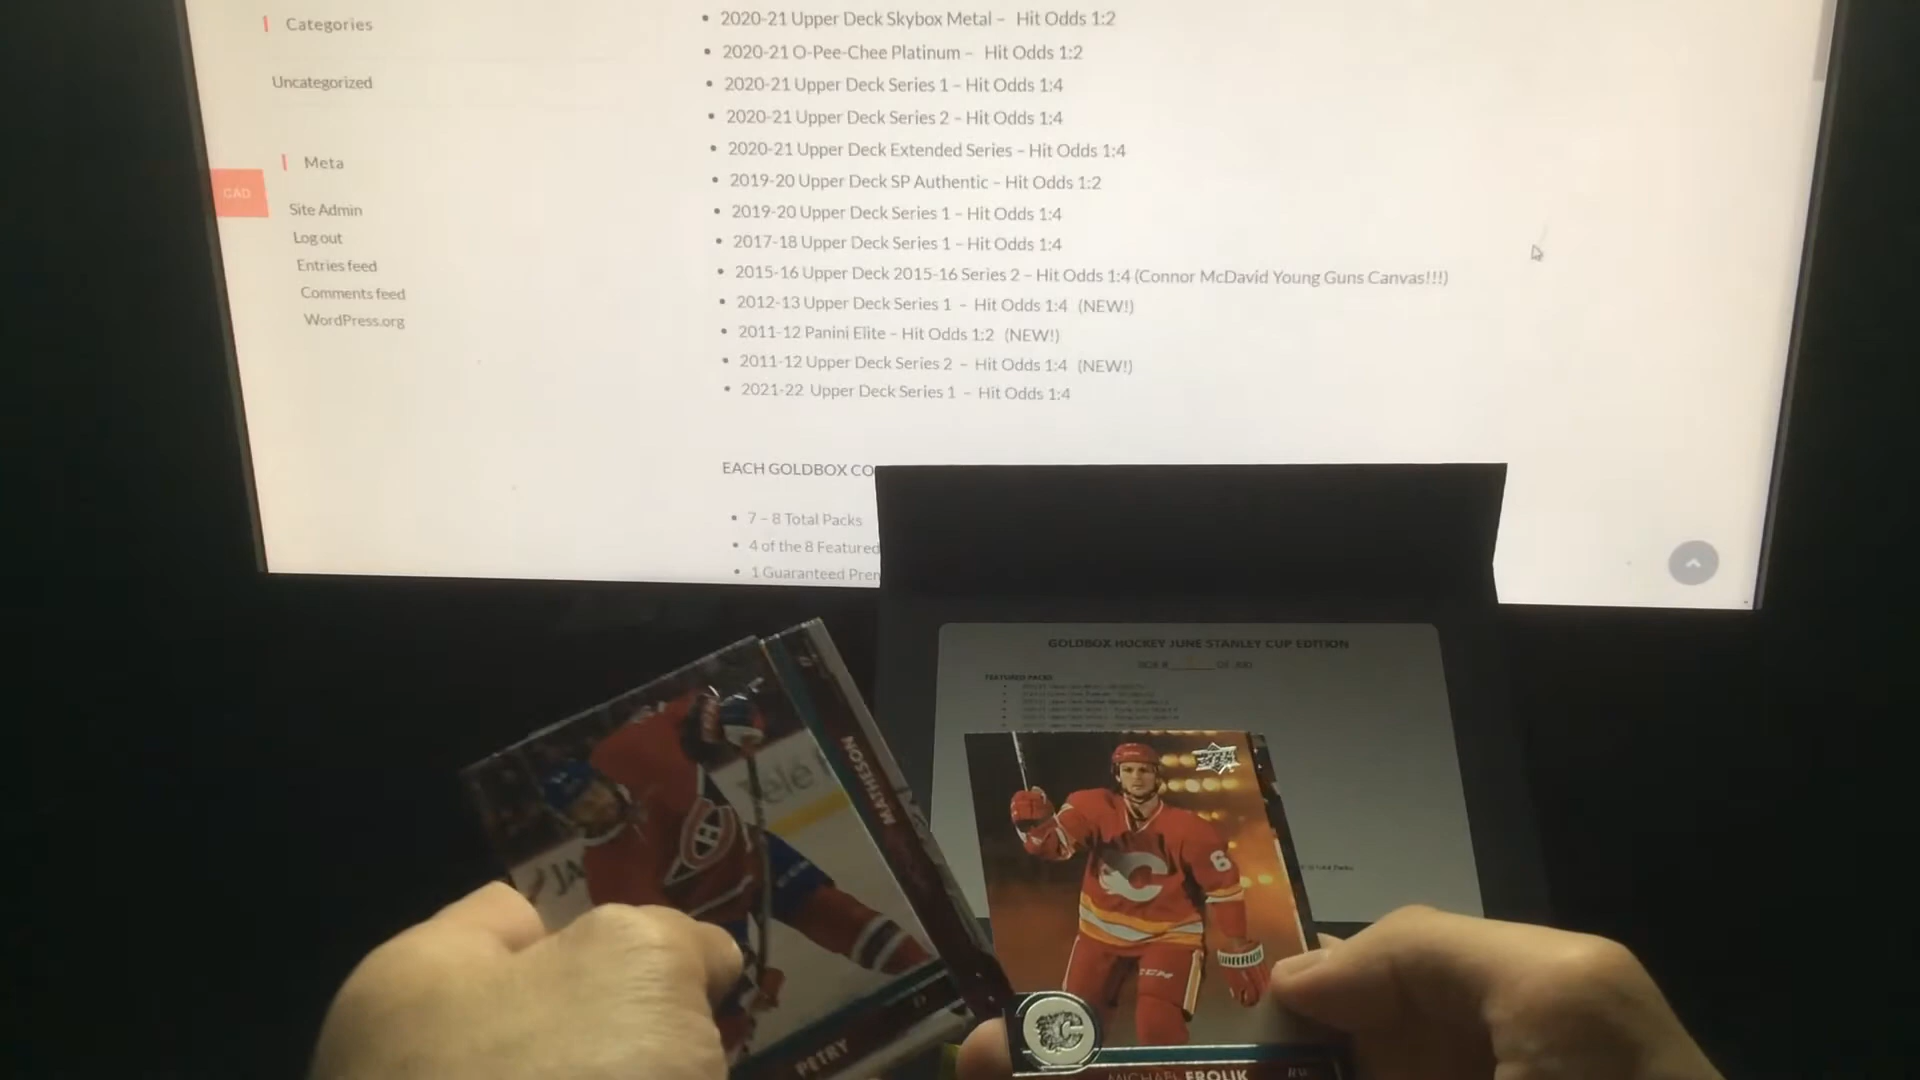 Categories
Uncategorized
Meta
CAD
Site Admin
Log out
Entries feed
Comments feed
WordPress.org
2020-21 Upper Deck Skybox Metal – Hit Odds 1:2
2020-21 O-Pee-Chee Platinum – Hit Odds 1:2
2020-21 Upper Deck Series 1 – Hit Odds 1:4
2020-21 Upper Deck Series 2 – Hit Odds 1:4
2020-21 Upper Deck Extended Series – Hit Odds 1:4
2019-20 Upper Deck SP Authentic – Hit Odds 1:2
2019-20 Upper Deck Series 1 – Hit Odds 1:4
2017-18 Upper Deck Series 1 – Hit Odds 1:4
2015-16 Upper Deck 2015-16 Series 2 – Hit Odds 1:4 (Connor McDavid Young Guns Canvas!!!)
2012-13 Upper Deck Series 1 – Hit Odds 1:4 (NEW!)
2011-12 Panini Elite – Hit Odds 1:2 (NEW!)
2011-12 Upper Deck Series 2 – Hit Odds 1:4 (NEW!)
2021-22 Upper Deck Series 1 – Hit Odds 1:4
EACH GOLDBOX CO
7 – 8 Total Packs
4 of the 8 Featured
1 Guaranteed Prem
GOLDBOX HOCKEY JUNE STANLEY CUP EDITION
FEATURED PACKS
MATHESON
PETRY
6
WARRIOR
CCM
MICHAEL FROLIK RW